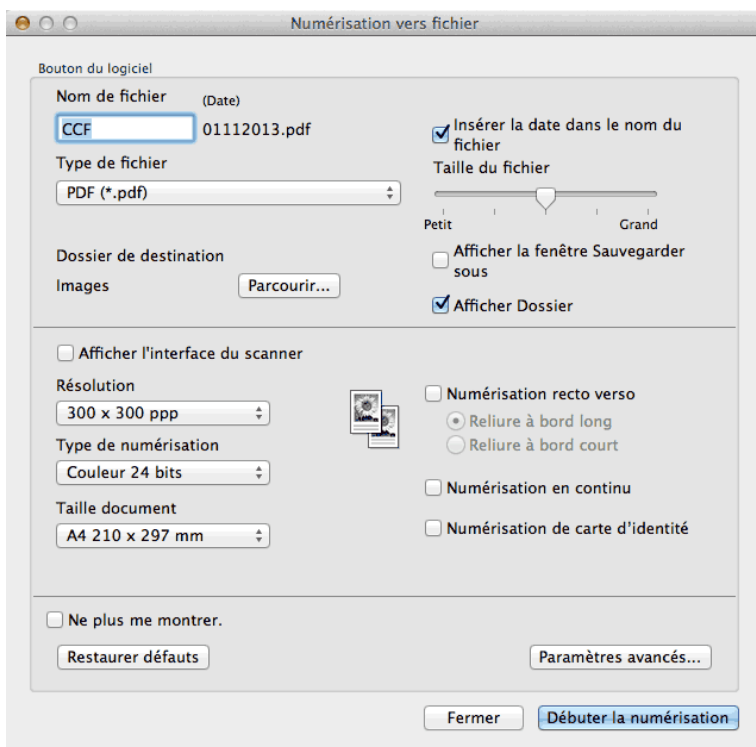 Numérisation vers fichier
Bouton du logiciel
Nom de fichier
(Date)
CCF
01112013.pdf
Insérer la date dans le nom du
fichier
Type de fichier
PDF (*.pdf)
Taille du fichier
Petit
Grand
Dossier de destination
Images
Parcourir...
Afficher la fenêtre Sauvegarder
sous
Afficher Dossier
Afficher l'interface du scanner
Résolution
300 x 300 ppp
Type de numérisation
Couleur 24 bits
Taille document
A4 210 x 297 mm
Numérisation recto verso
Reliure à bord long
Reliure à bord court
Numérisation en continu
Numérisation de carte d'identité
Ne plus me montrer.
Restaurer défauts
Paramètres avancés...
Fermer
Débuter la numérisation